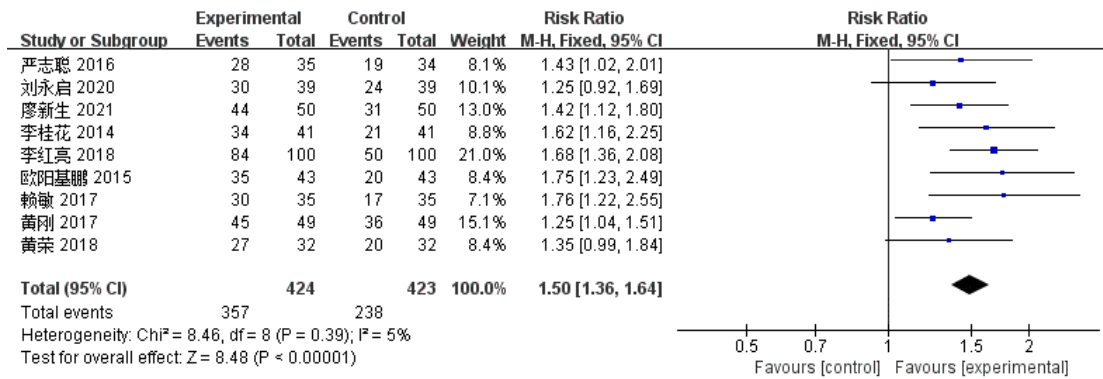 Experimental Control Risk Ratio Risk Ratio
Study or Subgroup Events Total Events Total Weight M-H, Fixed, 95% CI M-H, Fixed, 95% CI
严志聪 2016 28 35 19 34 8.1% 1.43 [1.02, 2.01]
刘永启 2020 30 39 24 39 10.1% 1.25 [0.92, 1.69]
廖新生 2021 44 50 31 50 13.0% 1.42 [1.12, 1.80]
李桂花 2014 34 41 21 41 8.8% 1.62 [1.16, 2.25]
李红亮 2018 84 100 50 100 21.0% 1.68 [1.36, 2.08]
欧阳基鹏 2015 35 43 20 43 8.4% 1.75 [1.23, 2.49]
赖敏 2017 30 35 17 35 7.1% 1.76 [1.22, 2.55]
黄刚 2017 45 49 36 49 15.1% 1.25 [1.04, 1.51]
黄荣 2018 27 32 20 32 8.4% 1.35 [0.99, 1.84]
Total (95% CI) 424 423 100.0% 1.50 [1.36, 1.64]
Total events 357 238
Heterogeneity: Chi² = 8.46, df = 8 (P = 0.39); I² = 5%
Test for overall effect: Z = 8.48 (P < 0.00001)
0.5 0.7 1 1.5 2
Favours [control] Favours [experimental]